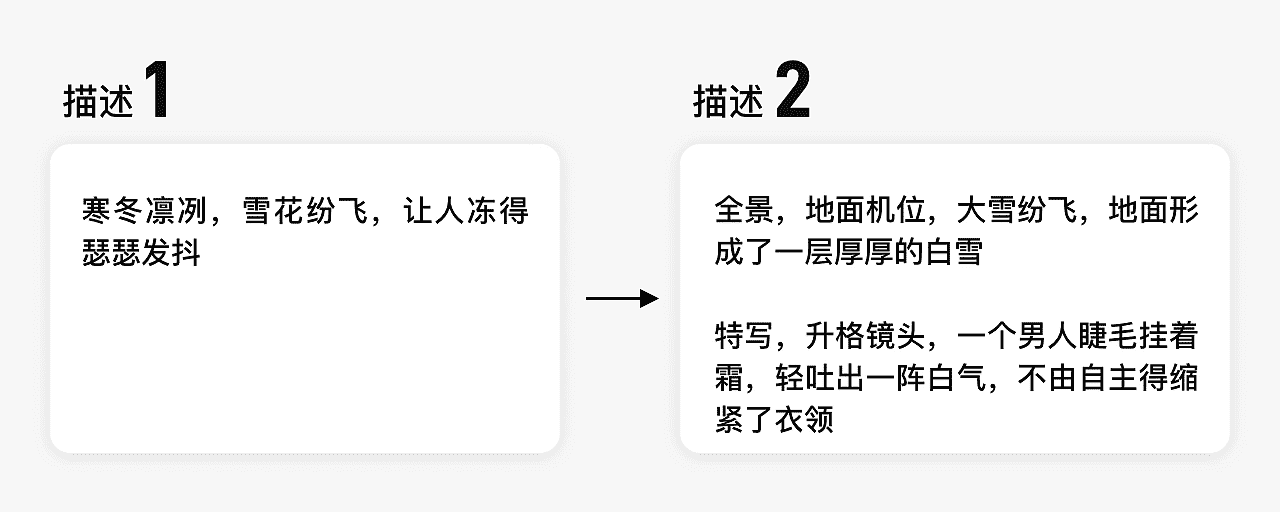 描述 1
寒冬凛冽，雪花纷飞，让人冻得
瑟瑟发抖
描述 2
全景，地面机位，大雪纷飞，地面形
成了一层厚厚的白雪
特写，升格镜头，一个男人睫毛挂着
霜，轻吐出一阵白气，不由自主得缩
紧了衣领